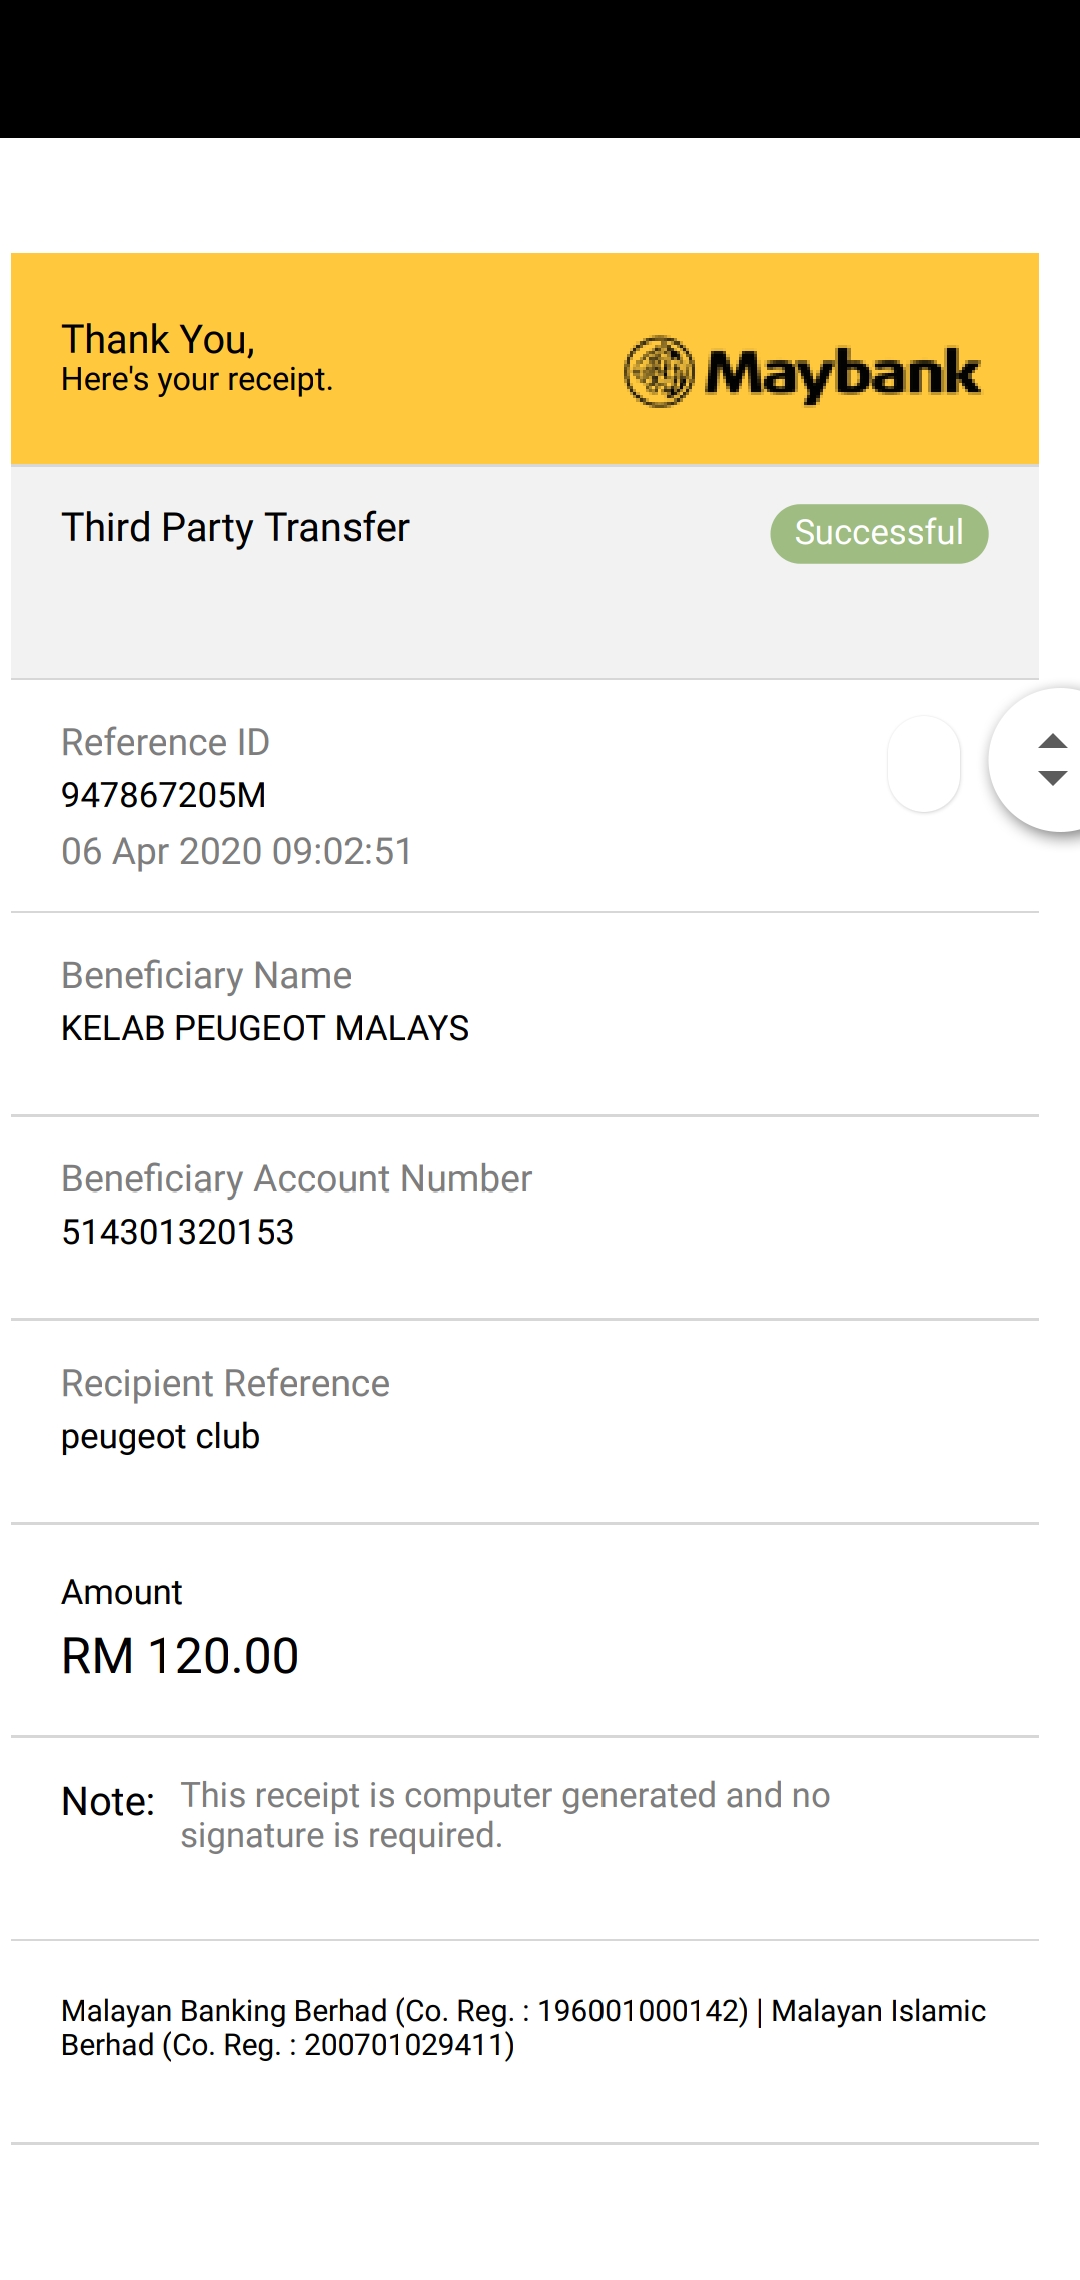 Thank You,
Here's your receipt.
Maybank
Third Party Transfer
Successful
Reference ID
947867205M
06 Apr 2020 09:02:51
Beneficiary Name
KELAB PEUGEOT MALAYS
Beneficiary Account Number
514301320153
Recipient Reference
peugeot club
Amount
RM 120.00
Note: This receipt is computer generated and no
signature is required.
Malayan Banking Berhad (Co. Reg. : 196001000142) | Malayan Islamic
Berhad (Co. Reg. : 200701029411)